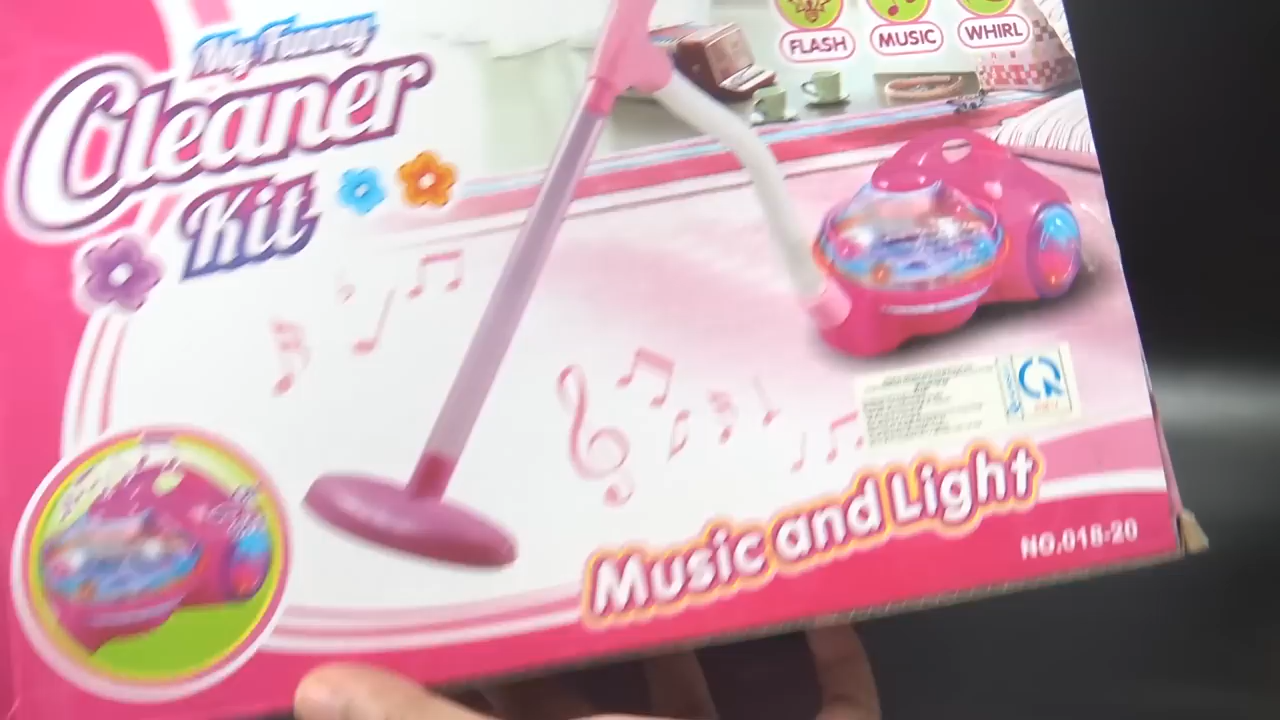 My Funny
Cleaner
Kit
FLASH
MUSIC
WHIRL
Music and Light
NO.018-20